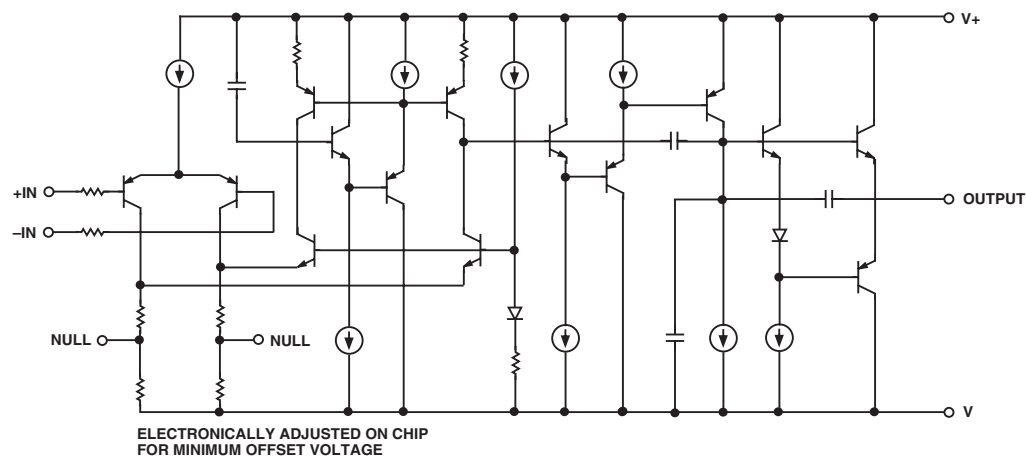 V+
+IN
OUTPUT
–IN
NULL
NULL
V
ELECTRONICALLY ADJUSTED ON CHIP
FOR MINIMUM OFFSET VOLTAGE